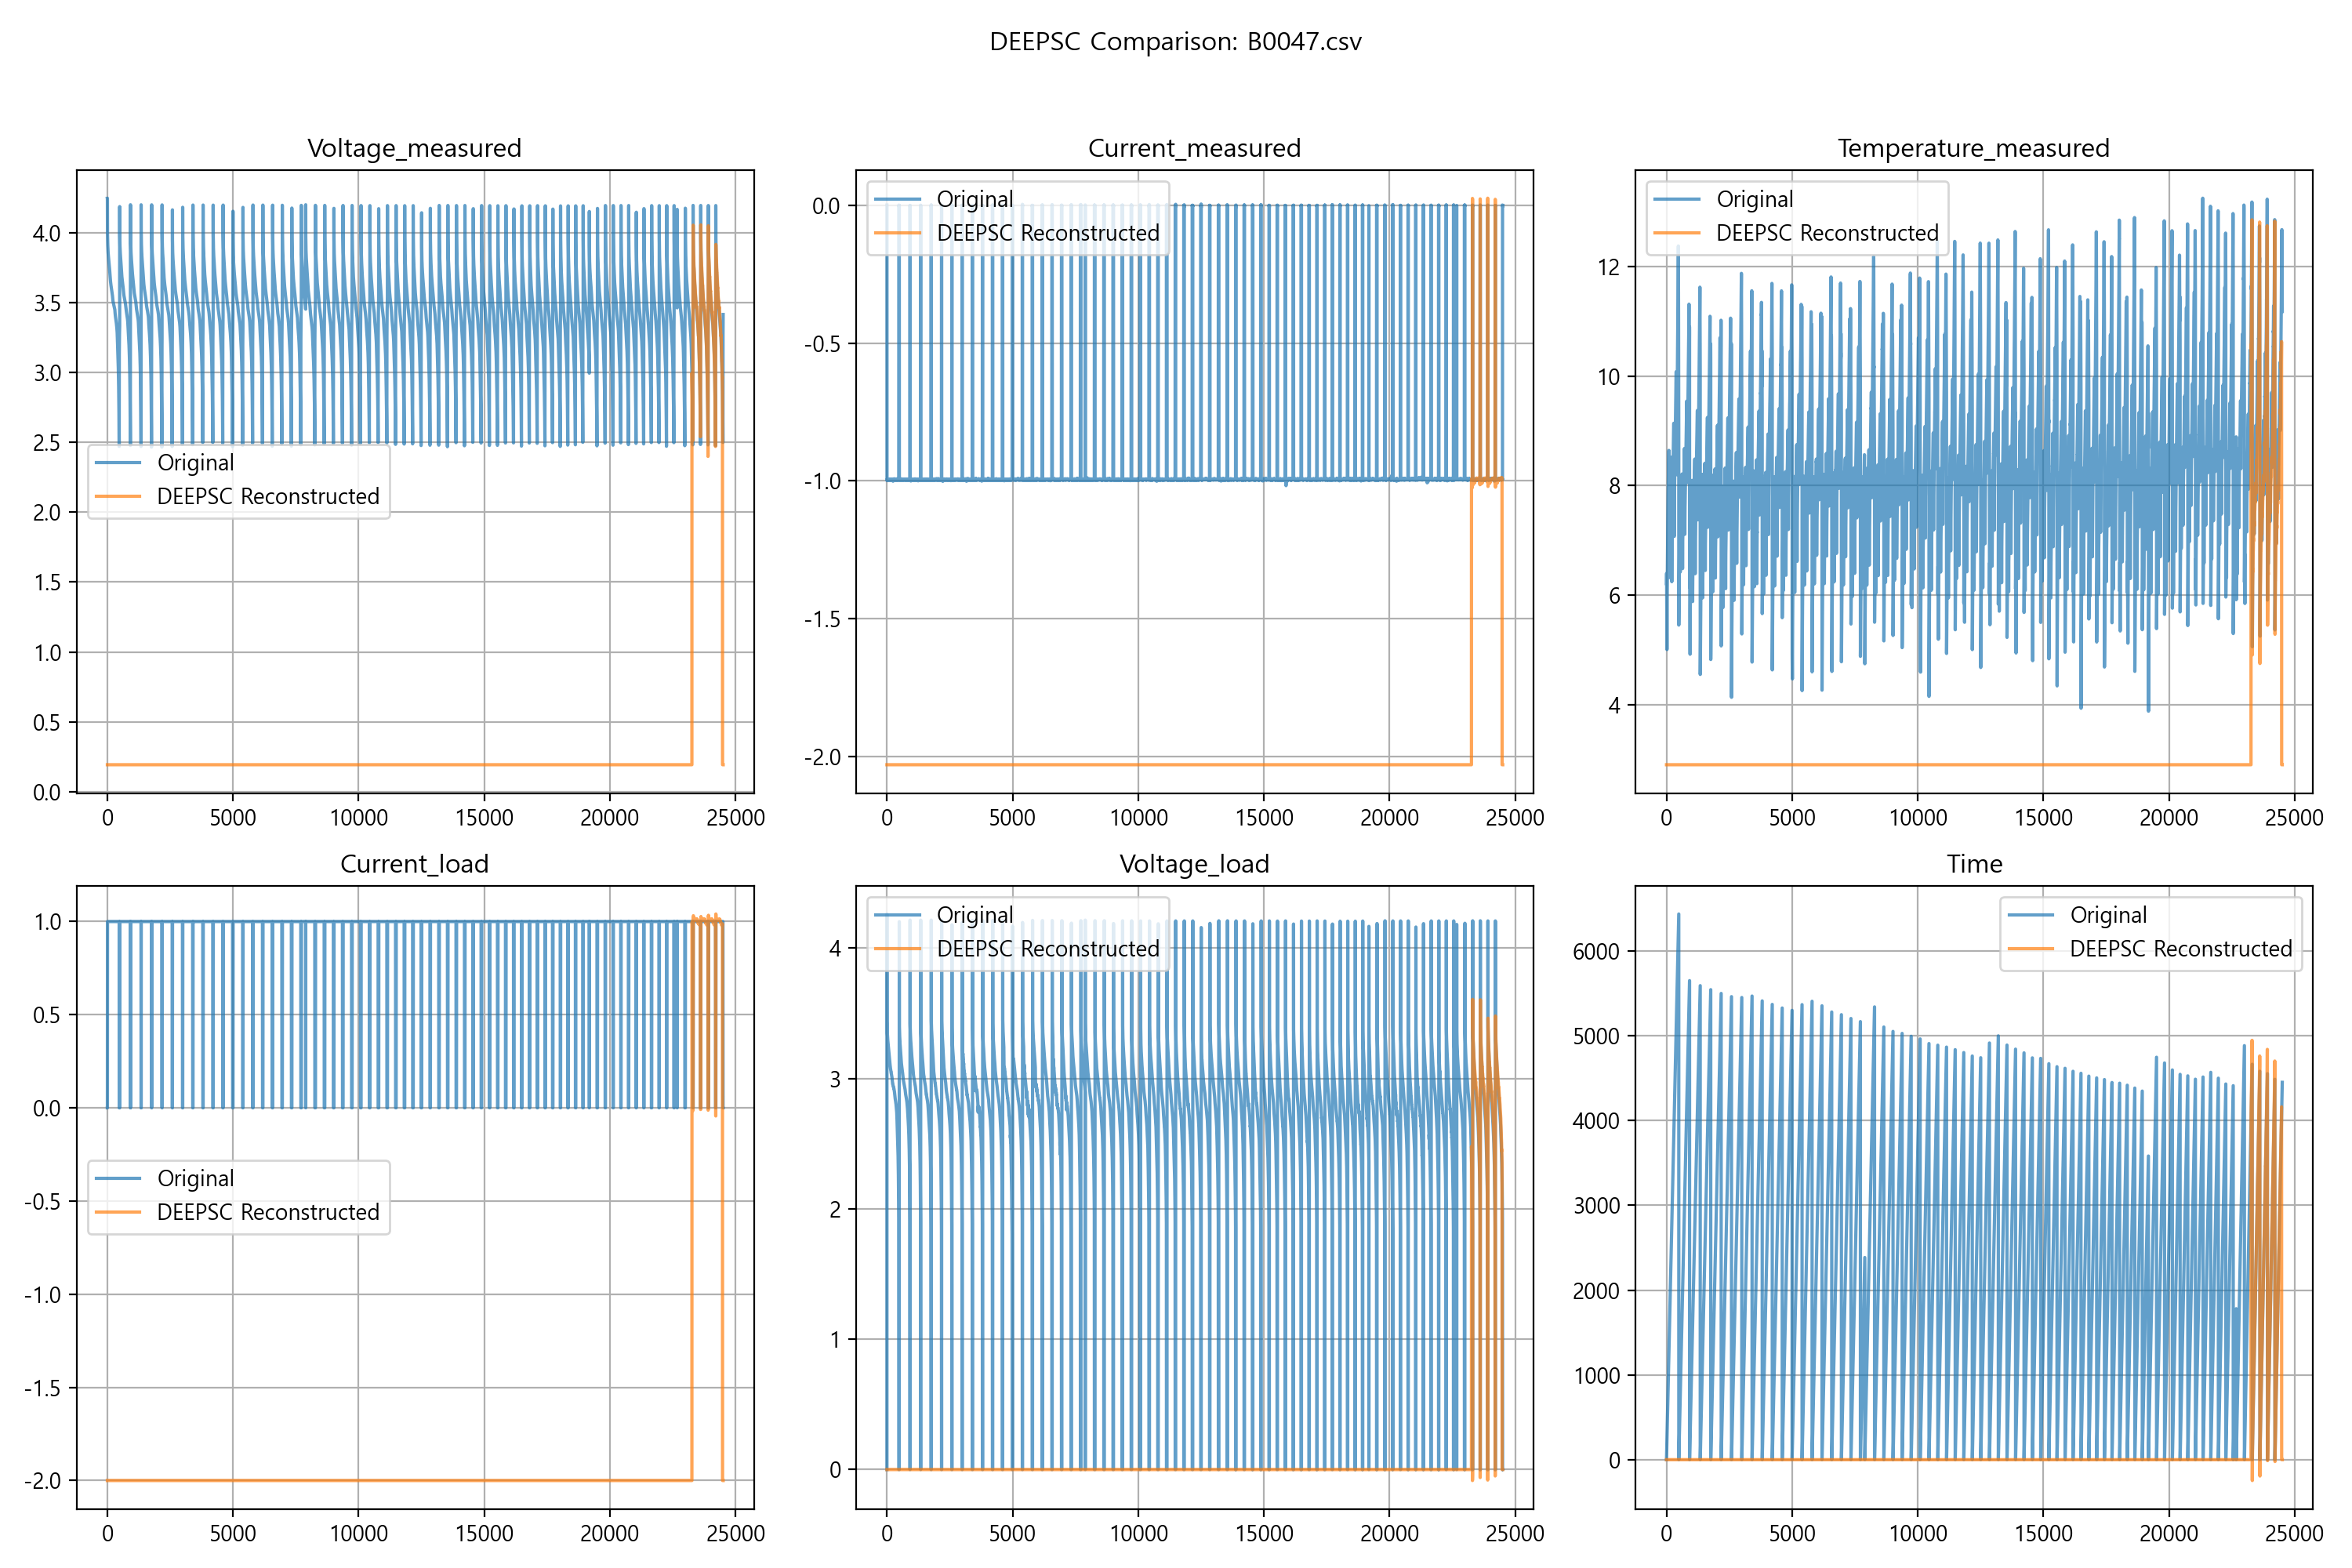 DEEPSC Comparison: B0047.csv
Voltage_measured
4.0
3.5
3.0
2.5
2.0
1.5
1.0
0.5
0.0
0 5000 10000 15000 20000 25000
Original
DEEPSC Reconstructed
Current_measured
0.0
-0.5
-1.0
-1.5
-2.0
0 5000 10000 15000 20000 25000
Original
DEEPSC Reconstructed
Temperature_measured
12
10
8
6
4
0 5000 10000 15000 20000 25000
Original
DEEPSC Reconstructed
Current_load
1.0
0.5
0.0
-0.5
-1.0
-1.5
-2.0
0 5000 10000 15000 20000 25000
Original
DEEPSC Reconstructed
Voltage_load
4
3
2
1
0
0 5000 10000 15000 20000 25000
Original
DEEPSC Reconstructed
Time
6000
5000
4000
3000
2000
1000
0
0 5000 10000 15000 20000 25000
Original
DEEPSC Reconstructed